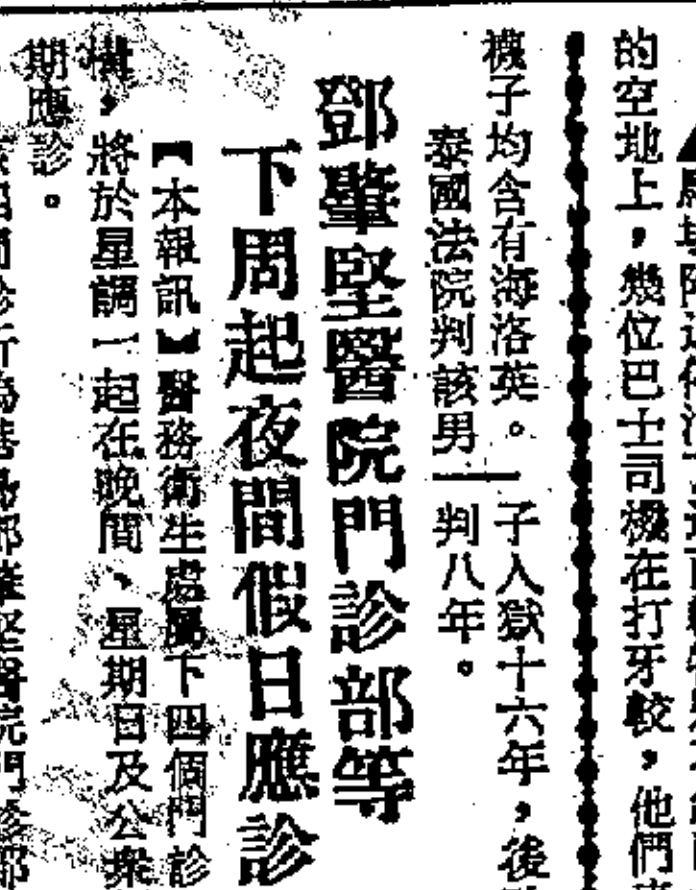 的空地上，幾位巴士司機在打牙較，他們
襪子均含有海洛英。
泰國法院判該男
子入獄十六年，後
判八年。
鄧肇堅醫院門診部等
下周起夜間假日應診
【本報訊】醫務衛生處屬下四個門診
構，將於星期一起在晚間、星期日及公衆
期應診。